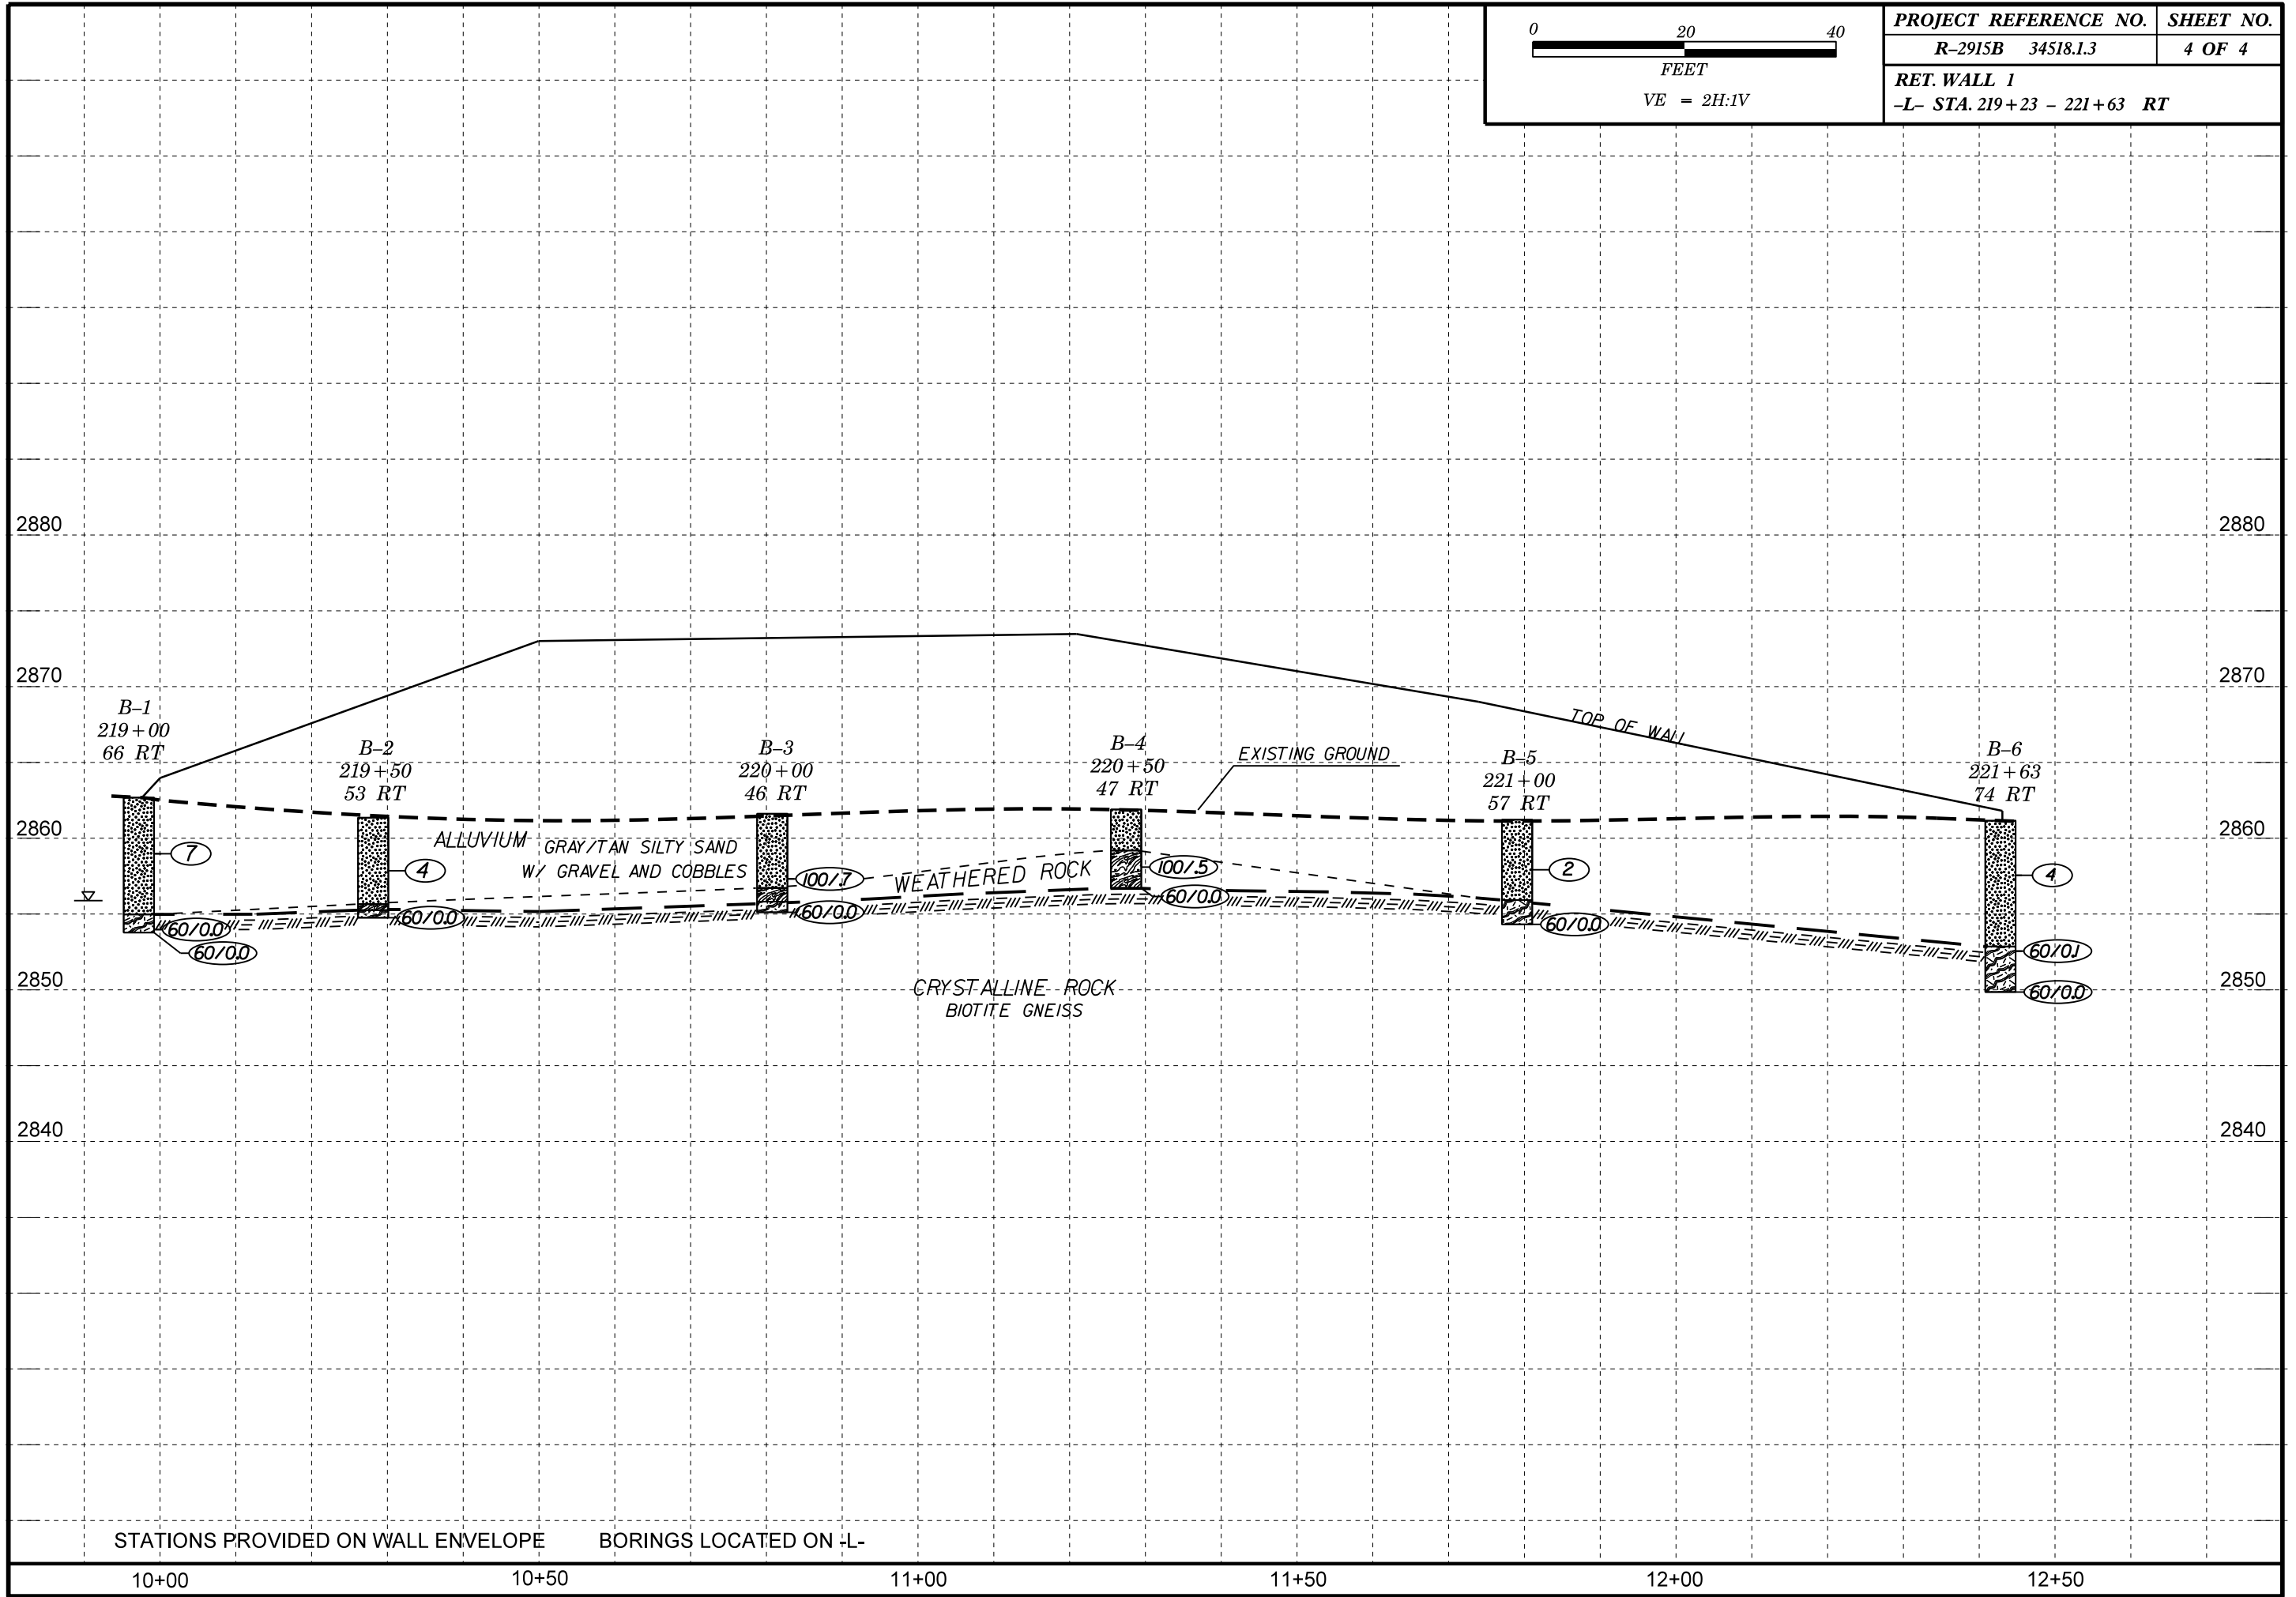 0 20 40
FEET
VE = 2H:1V
PROJECT REFERENCE NO. SHEET NO.
R-2915B 34518.1.3 4 OF 4
RET. WALL 1
-L- STA. 219+23 - 221+63 RT
2880 2880
2870 2870
B-1
219+00
66 RT
B-2
219+50
53 RT
B-3
220+00
46 RT
B-4
220+50
47 RT
EXISTING GROUND
TOP OF WALL
B-5
221+00
57 RT
B-6
221+63
74 RT
2860 2860
ALLUVIUM GRAY/TAN SILTY SAND
W/ GRAVEL AND COBBLES
WEATHERED ROCK
7
4
100/.7
100/.5
2
4
60/0.0
60/0.0
60/0.0
60/0.0
60/0.0
60/0.0
60/0.1
60/0.0
2850 2850
CRYSTALLINE ROCK
BIOTITE GNEISS
2840 2840
STATIONS PROVIDED ON WALL ENVELOPE BORINGS LOCATED ON -L-
10+00 10+50 11+00 11+50 12+00 12+50